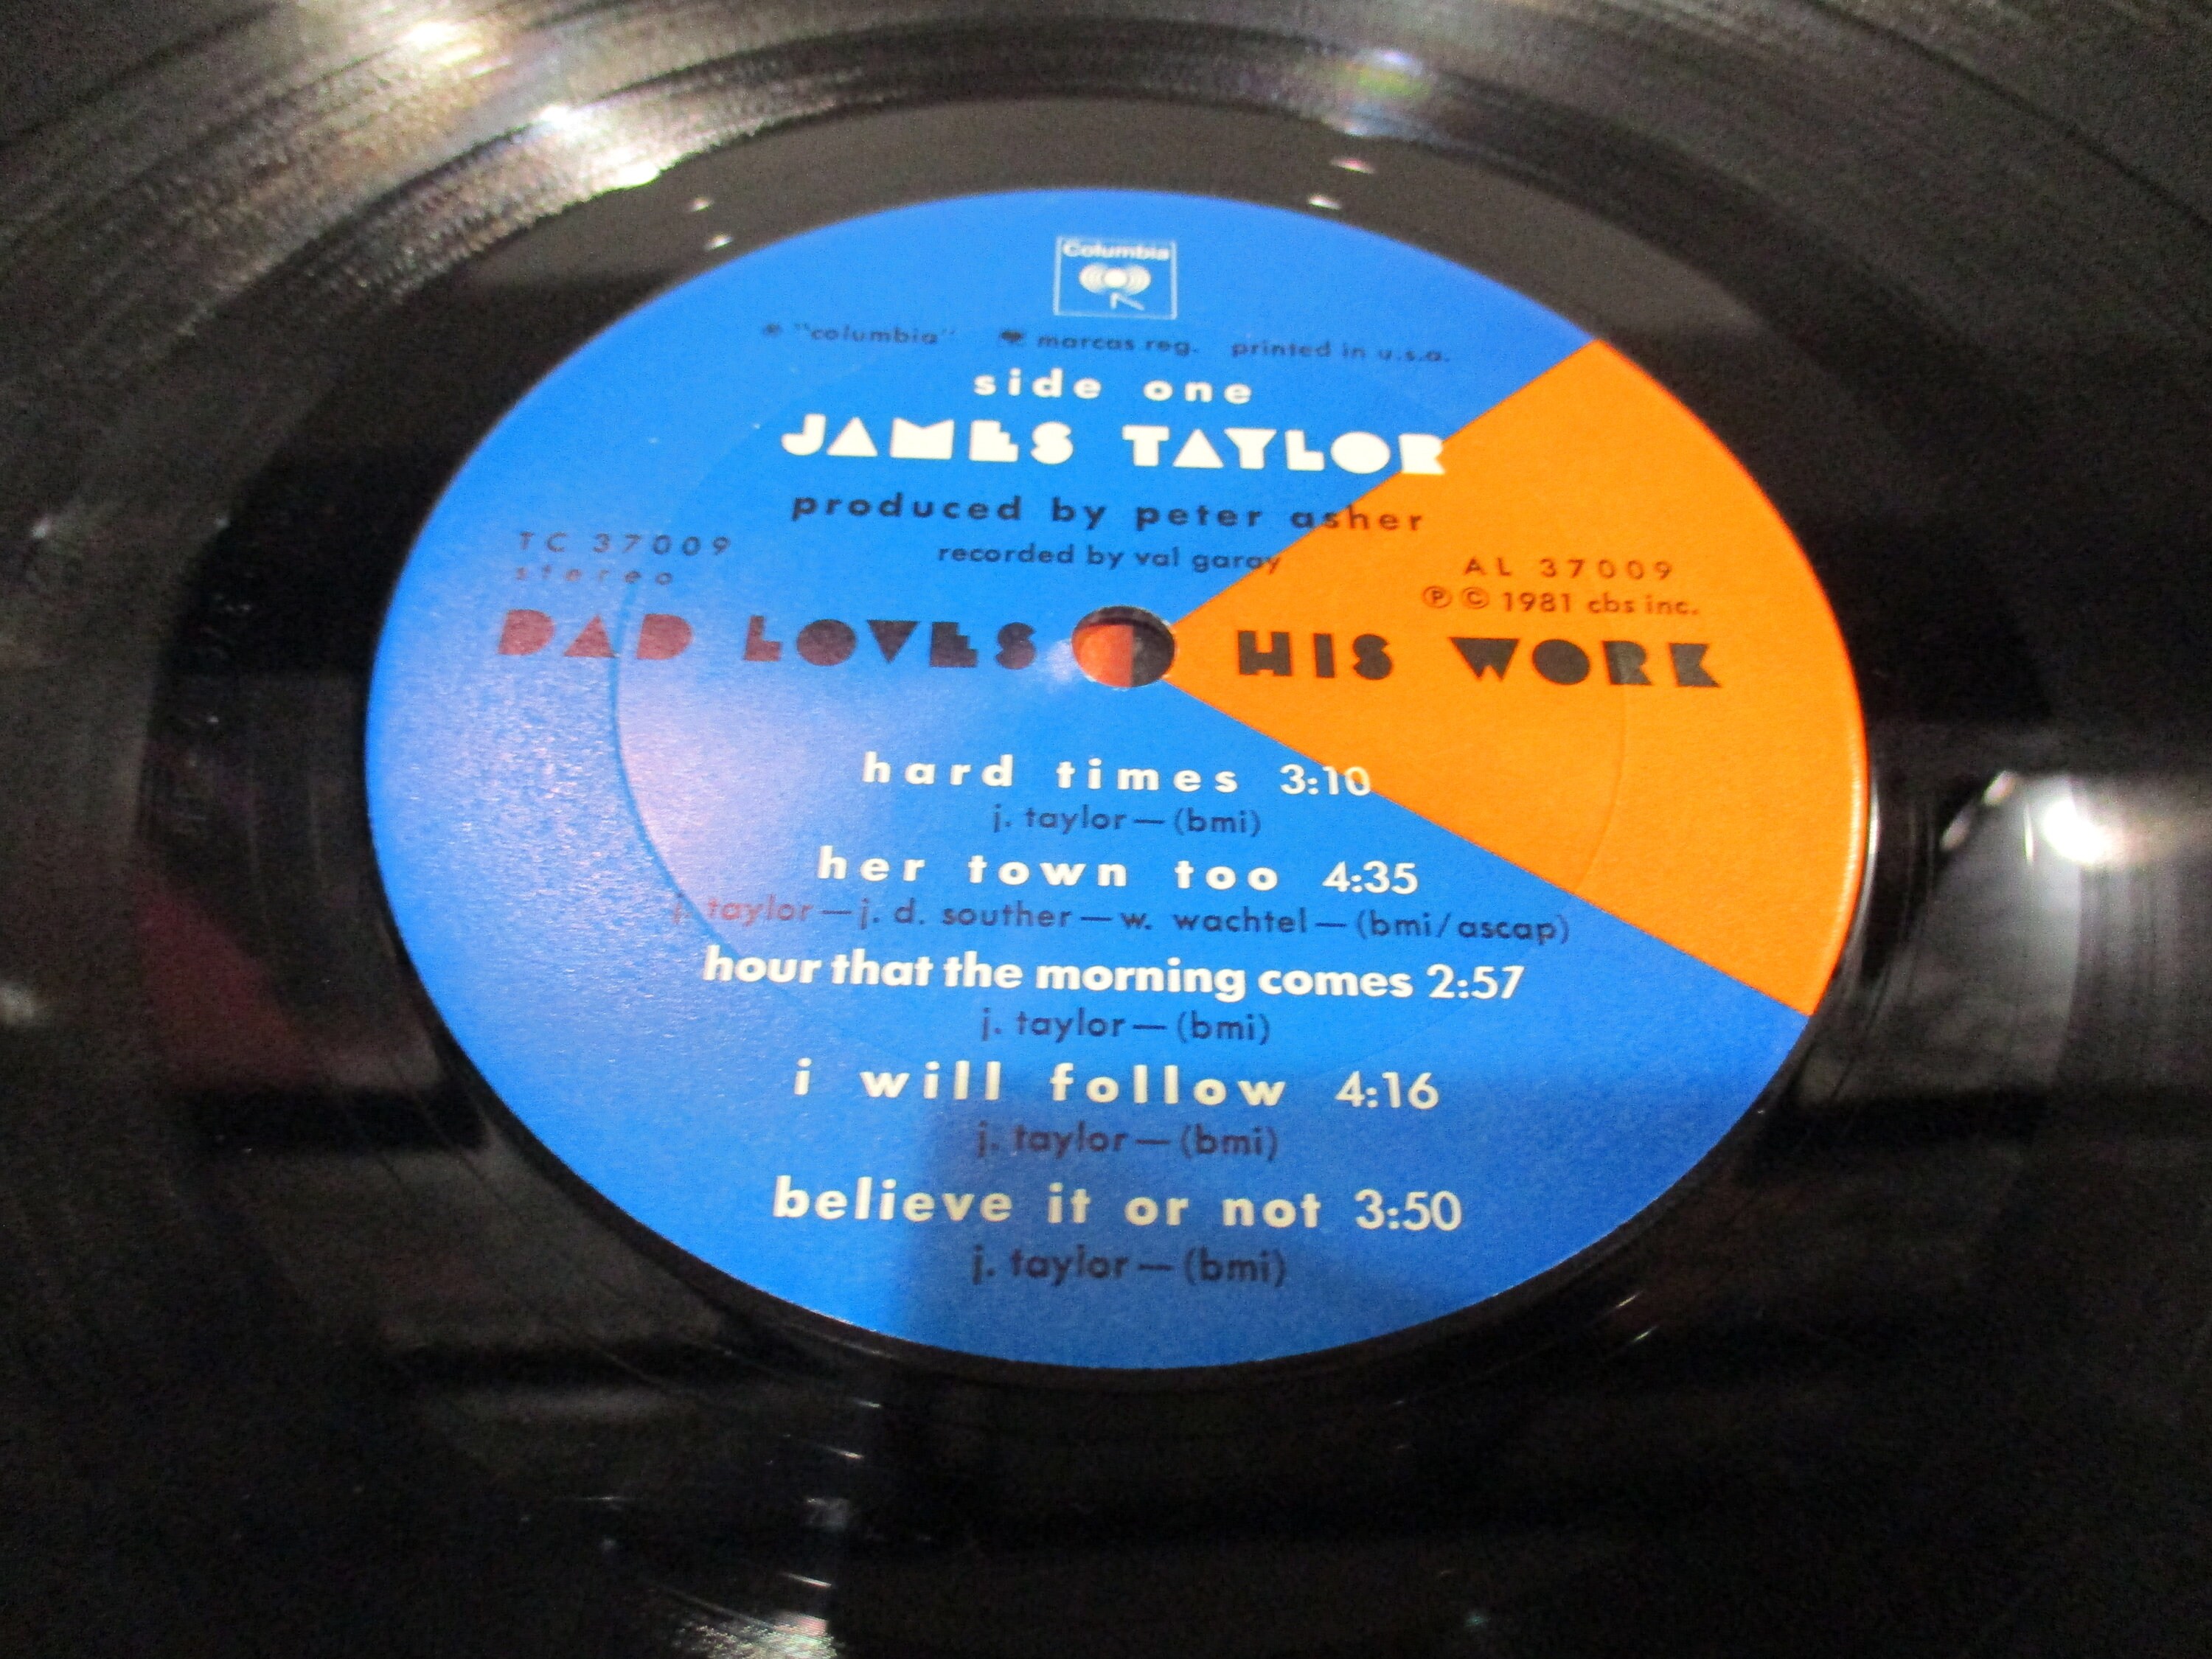 Columbia
® "columbia" marcas reg. printed in u.s.a.
side one
JAMES TAYLOR
produced by peter asher
recorded by val garay
TC 37009
stereo
AL 37009
℗ © 1981 cbs inc.
DAD LOVES HIS WORK
hard times 3:10
j. taylor—(bmi)
her town too 4:35
j. taylor—j. d. souther—w. wachtel—(bmi/ascap)
hour that the morning comes 2:57
j. taylor—(bmi)
i will follow 4:16
j. taylor—(bmi)
believe it or not 3:50
j. taylor—(bmi)